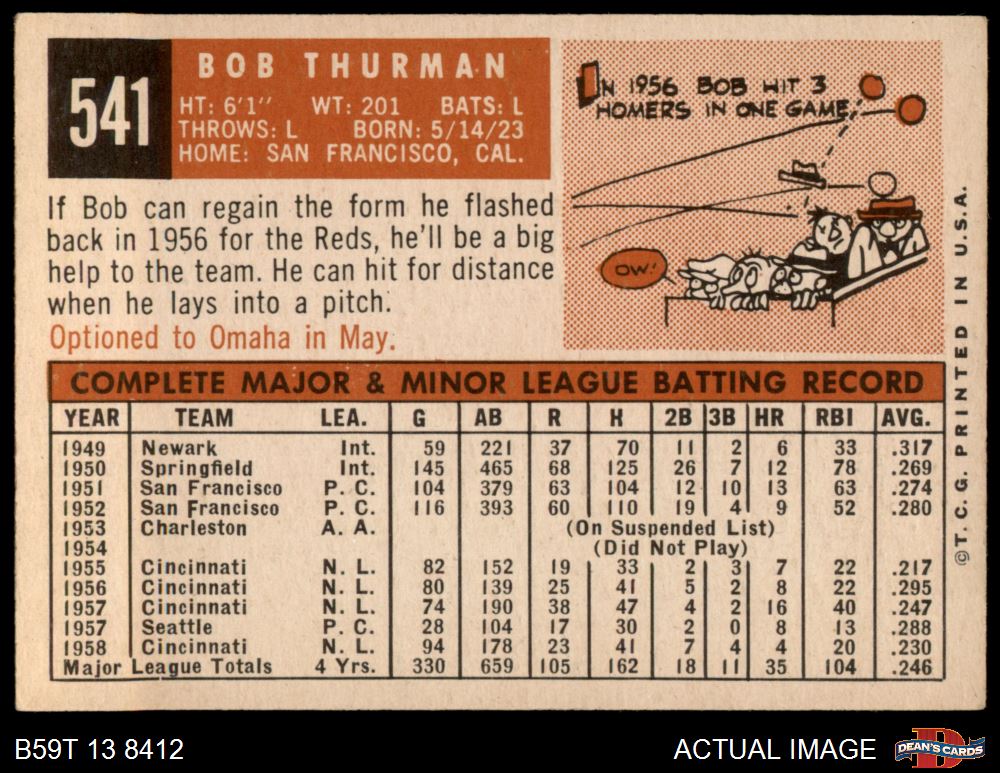 541
BOB THURMAN
HT: 6'1" WT: 201 BATS: L
THROWS: L BORN: 5/14/23
HOME: SAN FRANCISCO, CAL.
IN 1956 BOB HIT 3
HOMERS IN ONE GAME.
OW!
If Bob can regain the form he flashed
back in 1956 for the Reds, he'll be a big
help to the team. He can hit for distance
when he lays into a pitch.
Optioned to Omaha in May.
COMPLETE MAJOR & MINOR LEAGUE BATTING RECORD
YEAR TEAM LEA. G AB R H 2B 3B HR RBI AVG.
1949 Newark Int. 59 221 37 70 11 2 6 33 .317
1950 Springfield Int. 145 465 68 125 26 7 12 78 .269
1951 San Francisco P. C. 104 379 63 104 12 10 13 63 .274
1952 San Francisco P. C. 116 393 60 110 19 4 9 52 .280
1953 Charleston A. A. (On Suspended List)
1954 (Did Not Play)
1955 Cincinnati N. L. 82 152 19 33 2 3 7 22 .217
1956 Cincinnati N. L. 80 139 25 41 5 2 8 22 .295
1957 Cincinnati N. L. 74 190 38 47 4 2 16 40 .247
1957 Seattle P. C. 28 104 17 30 2 0 8 13 .288
1958 Cincinnati N. L. 94 178 23 41 7 4 4 20 .230
Major League Totals 4 Yrs. 330 659 105 162 18 11 35 104 .246
©T. C. G. PRINTED IN U.S.A.
B59T 13 8412
ACTUAL IMAGE
D
DEAN'S CARDS